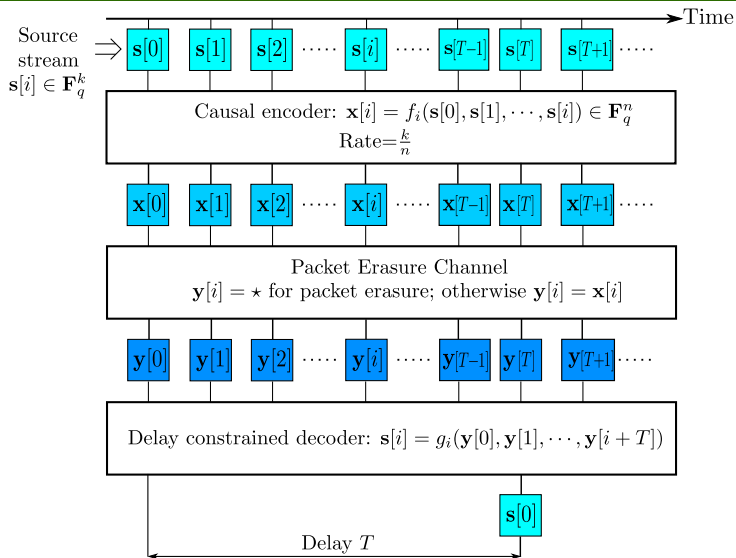 Time
Source
stream
s[i] ∈ F_q^k
⇒ s[0] s[1] s[2] ····· s[i] ····· s[T−1] s[T] s[T+1] ·····
Causal encoder: x[i] = f_i(s[0], s[1], ⋯, s[i]) ∈ F_q^n
Rate=k/n
x[0] x[1] x[2] ····· x[i] ····· x[T−1] x[T] x[T+1] ·····
Packet Erasure Channel
y[i] = ⋆ for packet erasure; otherwise y[i] = x[i]
y[0] y[1] y[2] ····· y[i] ····· y[T−1] y[T] y[T+1] ·····
Delay constrained decoder: s[i] = g_i(y[0], y[1], ⋯, y[i + T])
s[0]
Delay T